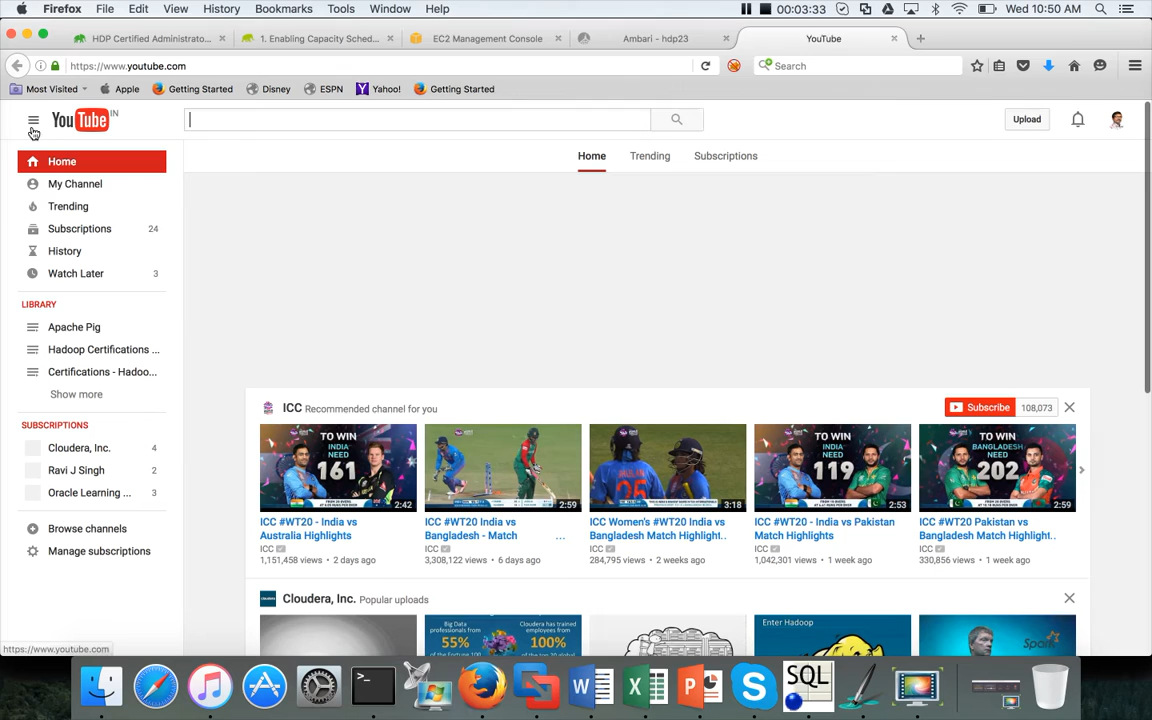 Firefox File Edit View History Bookmarks Tools Window Help 00:03:33 Wed 10:50 AM
HDP Certified Administrato... × 1. Enabling Capacity Sched... × EC2 Management Console × Ambari - hdp23 × YouTube × +
https://www.youtube.com Search
Most Visited Apple Getting Started Disney ESPN Yahoo! Getting Started
YouTube IN Upload
Home
My Channel
Trending
Subscriptions 24
History
Watch Later 3
LIBRARY
Apache Pig
Hadoop Certifications ...
Certifications - Hadoo...
Show more
SUBSCRIPTIONS
Cloudera, Inc. 4
Ravi J Singh 2
Oracle Learning ... 3
Browse channels
Manage subscriptions
https://www.youtube.com
Home Trending Subscriptions
ICC Recommended channel for you Subscribe 108,073
TO WIN INDIA NEED 161 2:42
2:59
3:18
TO WIN INDIA NEED 119 2:53
TO WIN BANGLADESH NEED 202 2:59
ICC #WT20 - India vs Australia Highlights
ICC
1,151,458 views • 2 days ago
ICC #WT20 India vs Bangladesh - Match ...
ICC
3,308,122 views • 6 days ago
ICC Women's #WT20 India vs Bangladesh Match Highlight..
ICC
284,795 views • 2 weeks ago
ICC #WT20 - India vs Pakistan Match Highlights
ICC
1,042,301 views • 1 week ago
ICC #WT20 Pakistan vs Bangladesh Match Highlight..
ICC
330,856 views • 1 week ago
Cloudera, Inc. Popular uploads
Big Data professionals from 55%
Cloudera has trained employees from 100%
Enter Hadoop
Spark
SQL